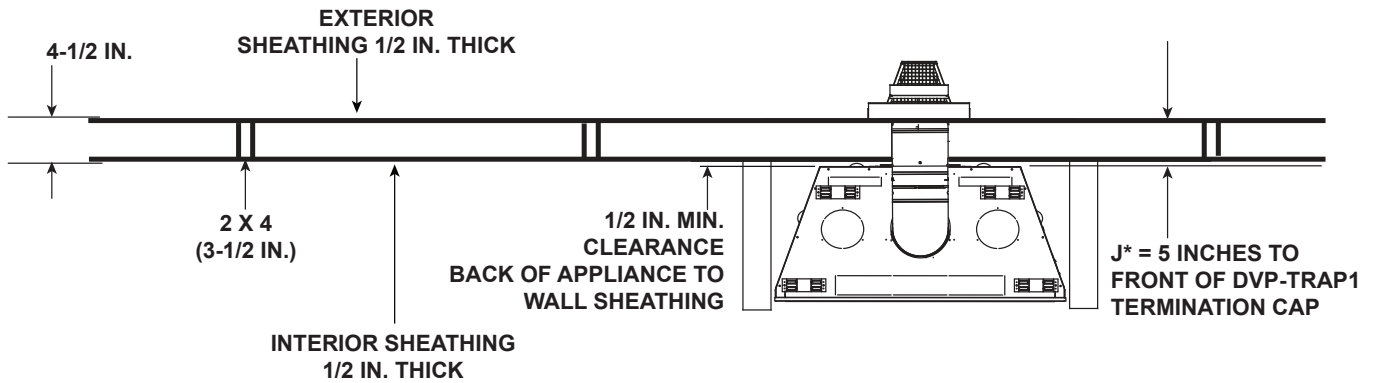 EXTERIOR
SHEATHING 1/2 IN. THICK
4-1/2 IN.
2 X 4
(3-1/2 IN.)
1/2 IN. MIN.
CLEARANCE
BACK OF APPLIANCE TO
WALL SHEATHING
J* = 5 INCHES TO
FRONT OF DVP-TRAP1
TERMINATION CAP
INTERIOR SHEATHING
1/2 IN. THICK